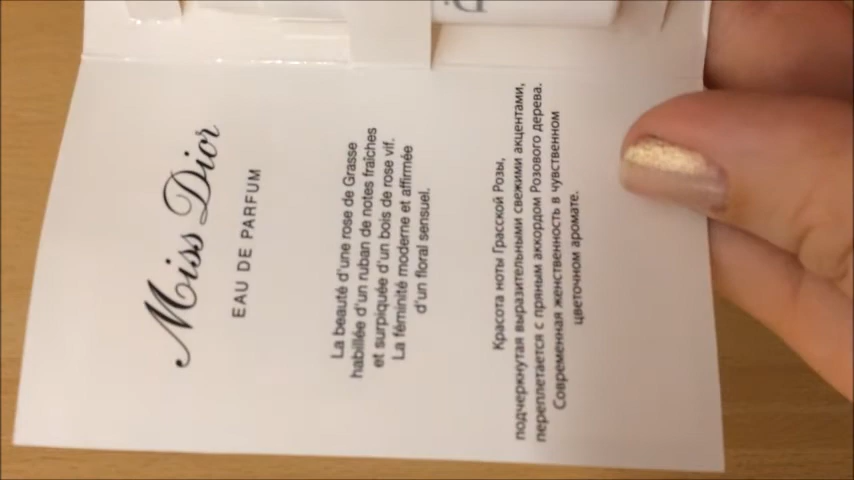 Miss Dior
EAU DE PARFUM
La beauté d'une rose de Grasse
habillée d'un ruban de notes fraîches
et surpiquée d'un bois de rose vif.
La féminité moderne et affirmée
d'un floral sensuel.
Красота ноты Грасской Розы,
подчеркнутая выразительными свежими акцентами,
переплетается с пряным аккордом Розового дерева.
Современная женственность в чувственном
цветочном аромате.